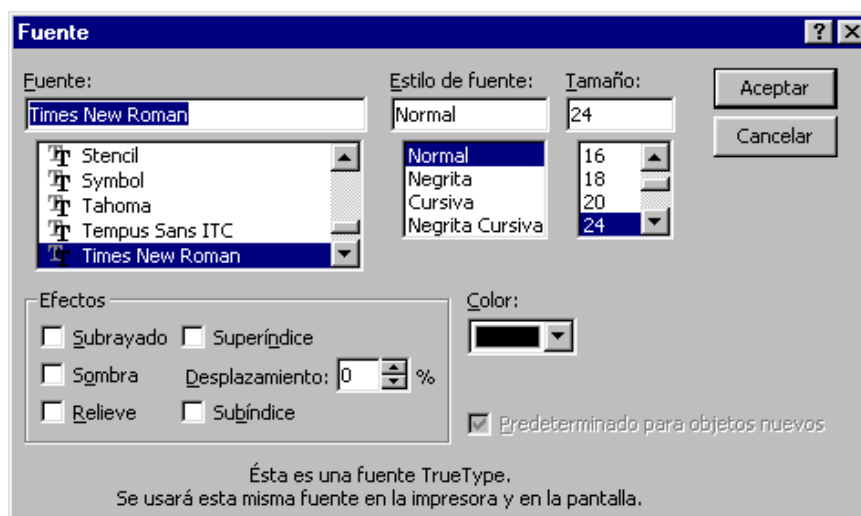 Fuente
Fuente: Estilo de fuente: Tamaño:
Times New Roman Normal 24
Aceptar
Cancelar
Stencil Normal 16
Symbol Negrita 18
Tahoma Cursiva 20
Tempus Sans ITC Negrita Cursiva 24
Times New Roman
Efectos
Color:
Subrayado Superíndice
Sombra Desplazamiento: 0 %
Relieve Subíndice
Predeterminado para objetos nuevos
Ésta es una fuente TrueType.
Se usará esta misma fuente en la impresora y en la pantalla.